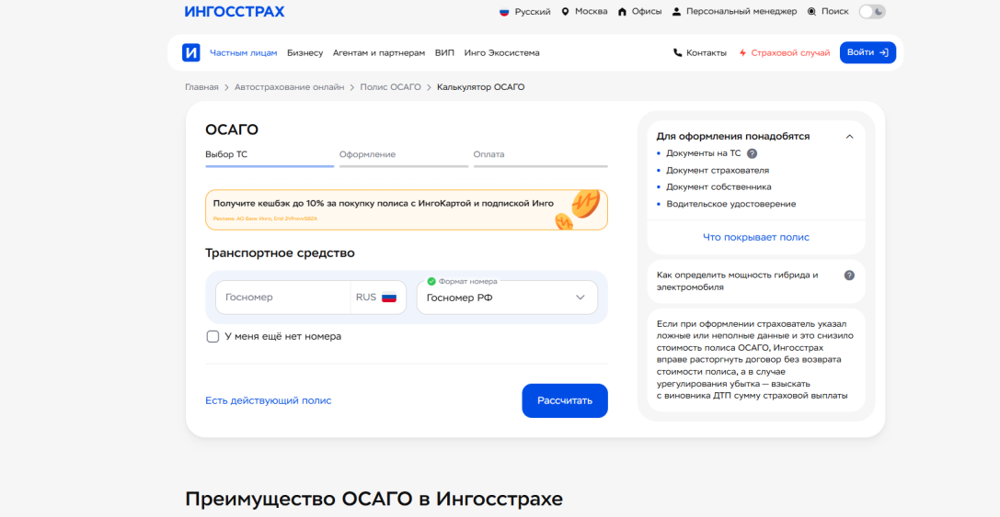 ИНГОССТРАХ
Русский Москва Офисы Персональный менеджер Поиск
И Частным лицам Бизнесу Агентам и партнерам ВИП Инго Экосистема Контакты Страховой случай Войти
Главная > Автострахование онлайн > Полис ОСАГО > Калькулятор ОСАГО
ОСАГО
Выбор ТС Оформление Оплата
Получите кешбэк до 10% за покупку полиса с ИнгоКартой и подпиской Инго
Реклама. АО Банк Инго, Erid:
Транспортное средство
Госномер RUS
Формат номера
Госномер РФ
У меня ещё нет номера
Есть действующий полис
Рассчитать
Для оформления понадобятся
• Документы на ТС ?
• Документ страхователя
• Документ собственника
• Водительское удостоверение
Что покрывает полис
Как определить мощность гибрида и ?
электромобиля
Если при оформлении страхователь указал
ложные или неполные данные и это снизило
стоимость полиса ОСАГО, Ингосстрах
вправе расторгнуть договор без возврата
стоимости полиса, а в случае
урегулирования убытка — взыскать
с виновника ДТП сумму страховой выплаты
Преимущество ОСАГО в Ингосстрахе